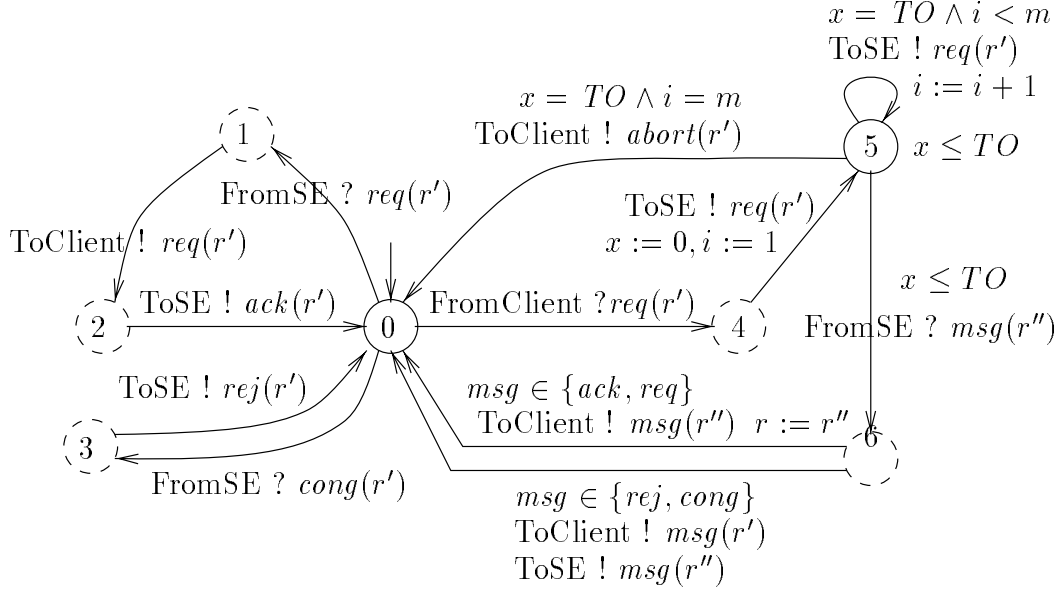 x = TO ∧ i < m
ToSE ! req(r′)
i := i + 1
x = TO ∧ i = m
ToClient ! abort(r′)
1
5
x ≤ TO
FromSE ? req(r′)
ToSE ! req(r′)
x := 0, i := 1
ToClient ! req(r′)
x ≤ TO
ToSE ! ack(r′)
FromClient ?req(r′)
2
0
4
FromSE ? msg(r″)
ToSE ! rej(r′)
msg ∈ {ack, req}
ToClient ! msg(r″) r := r″
6
3
FromSE ? cong(r′)
msg ∈ {rej, cong}
ToClient ! msg(r′)
ToSE ! msg(r″)